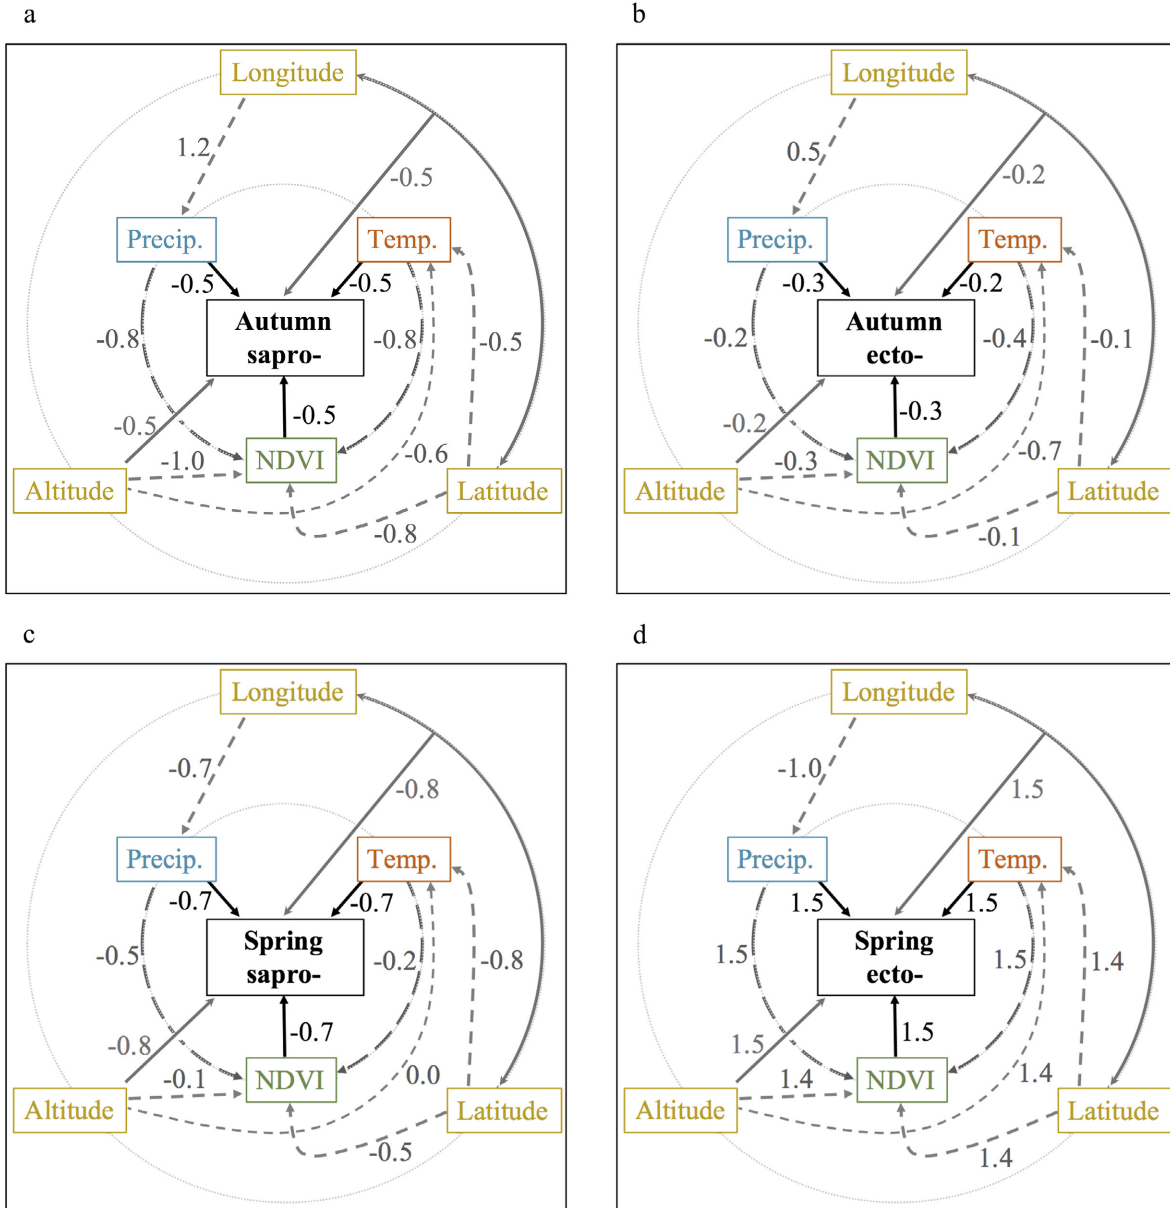 a
Longitude
1.2
-0.5
Precip.
Temp.
-0.5
-0.5
Autumn
sapro-
-0.8
-0.8
-0.5
-0.5
-0.5
-1.0
-0.6
Altitude
NDVI
Latitude
-0.8
b
Longitude
0.5
-0.2
Precip.
Temp.
-0.3
-0.2
Autumn
ecto-
-0.2
-0.4
-0.1
-0.2
-0.3
-0.3
-0.7
Altitude
NDVI
Latitude
-0.1
c
Longitude
-0.7
-0.8
Precip.
Temp.
-0.7
-0.7
Spring
sapro-
-0.5
-0.2
-0.8
-0.8
-0.7
-0.1
0.0
Altitude
NDVI
Latitude
-0.5
d
Longitude
-1.0
1.5
Precip.
Temp.
1.5
1.5
Spring
ecto-
1.5
1.5
1.4
1.5
1.5
1.4
1.4
Altitude
NDVI
Latitude
1.4